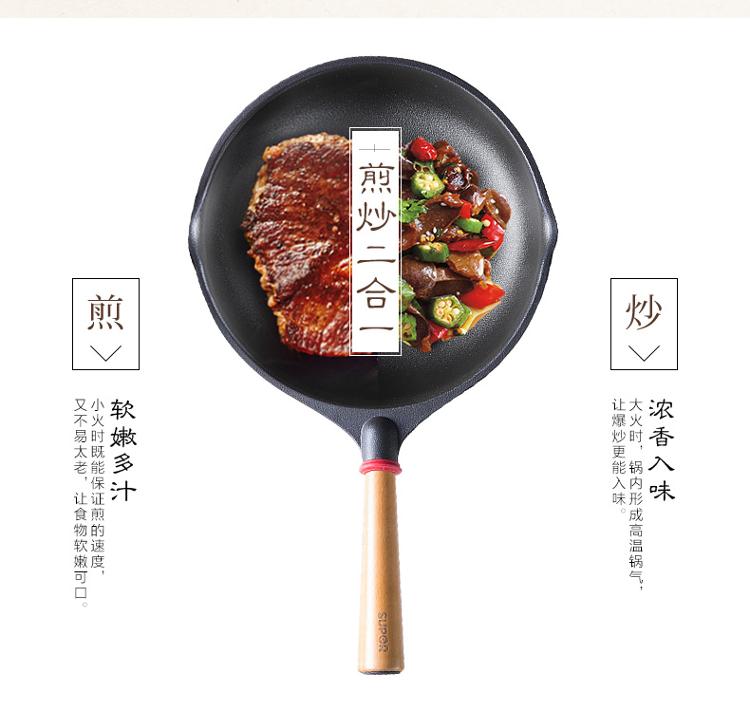 煎炒二合一
煎
软嫩多汁
小火时既能保证煎的速度，
又不易太老，让食物软嫩可口。
炒
浓香入味
大火时，锅内形成高温锅气，
让爆炒更能入味。
SUPOR